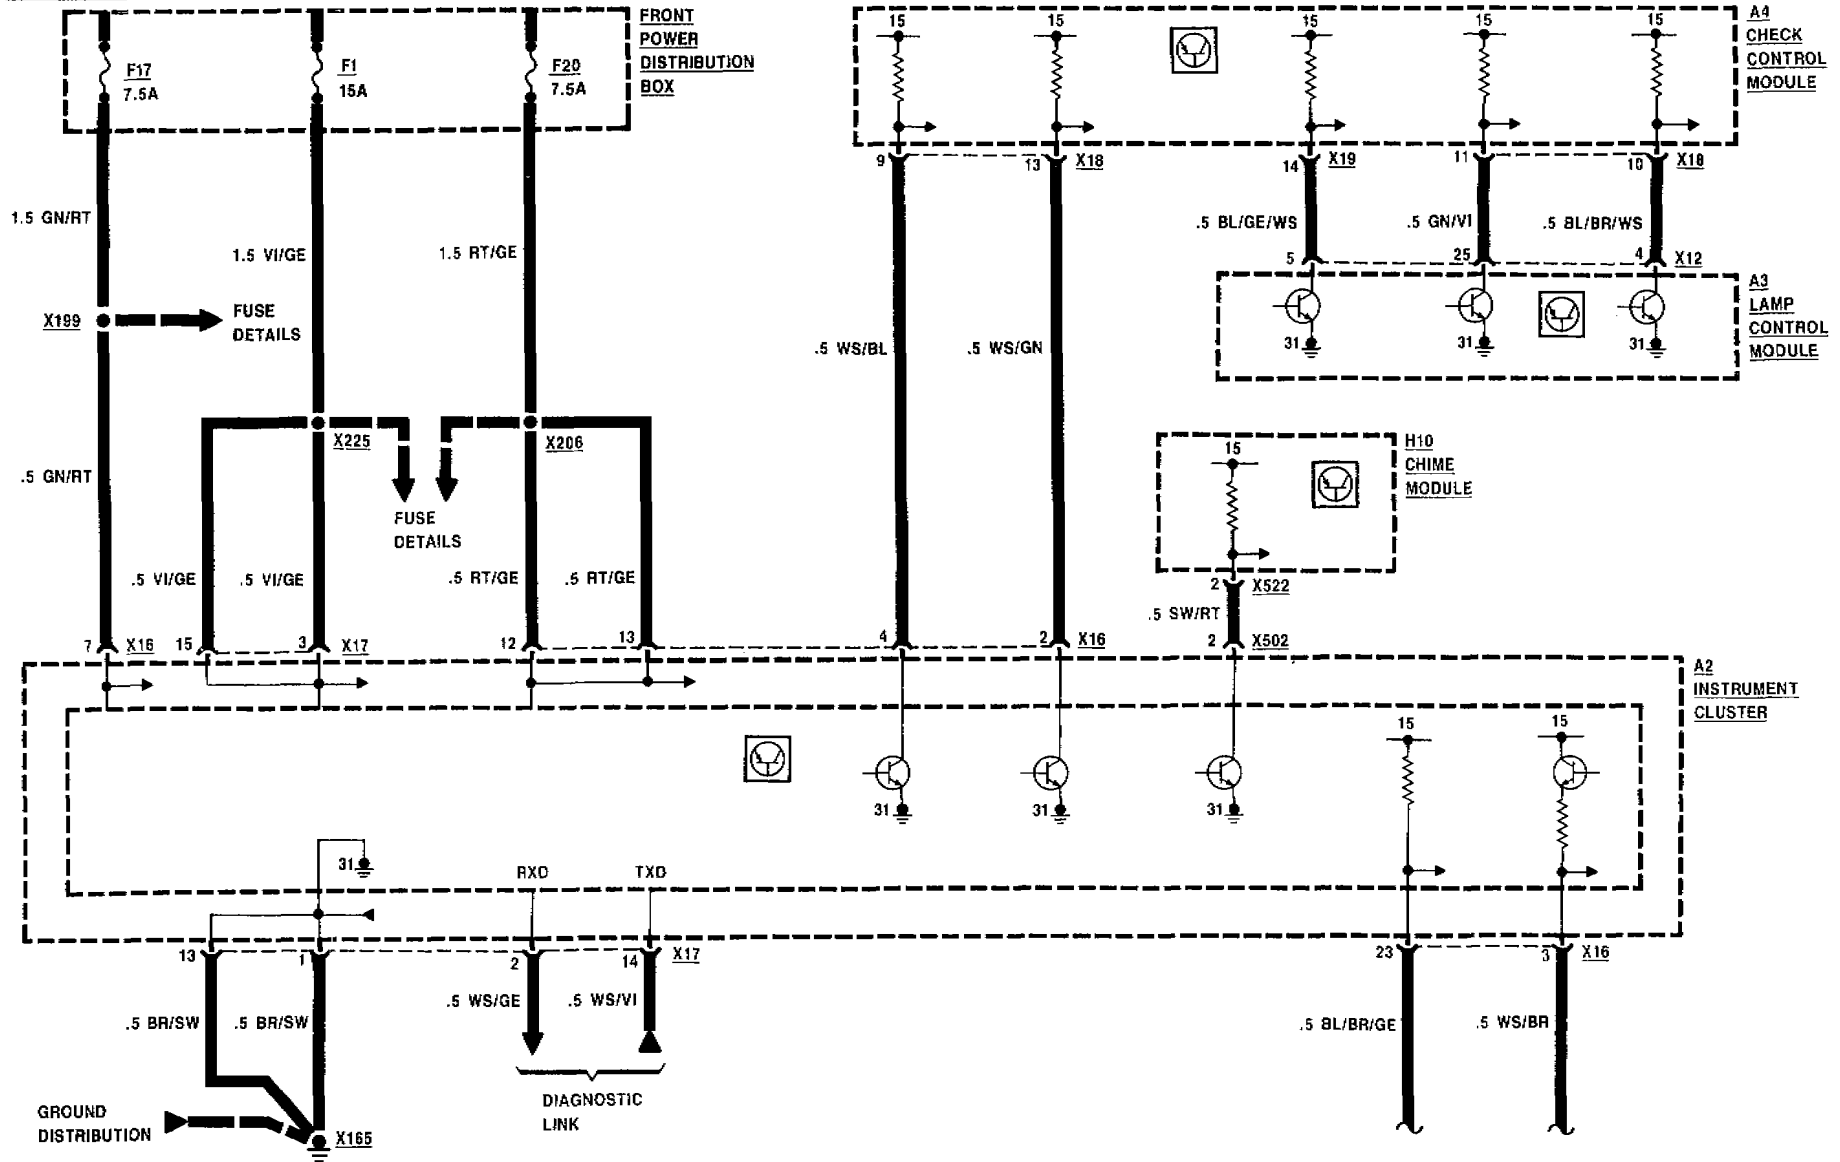 FRONT
POWER
DISTRIBUTION
BOX
F17
7.5A
F1
15A
F20
7.5A
15
15
15
15
15
A4
CHECK
CONTROL
MODULE
9
13
X18
14
X19
11
10
X18
1.5 GN/RT
1.5 VI/GE
1.5 RT/GE
.5 BL/GE/WS
.5 GN/VI
.5 BL/BR/WS
5
25
4
X12
X199
FUSE
DETAILS
31
31
31
A3
LAMP
CONTROL
MODULE
.5 WS/BL
.5 WS/GN
X225
X206
.5 GN/RT
FUSE
DETAILS
15
H10
CHIME
MODULE
.5 VI/GE
.5 VI/GE
.5 RT/GE
.5 RT/GE
2
X522
.5 SW/RT
7
X16
15
3
X17
12
13
4
2
X16
2
X502
A2
INSTRUMENT
CLUSTER
15
15
31
31
31
31
RXD
TXD
13
1
2
14
X17
23
3
X16
.5 BR/SW
.5 BR/SW
.5 WS/GE
.5 WS/VI
.5 BL/BR/GE
.5 WS/BR
DIAGNOSTIC
LINK
GROUND
DISTRIBUTION
X165